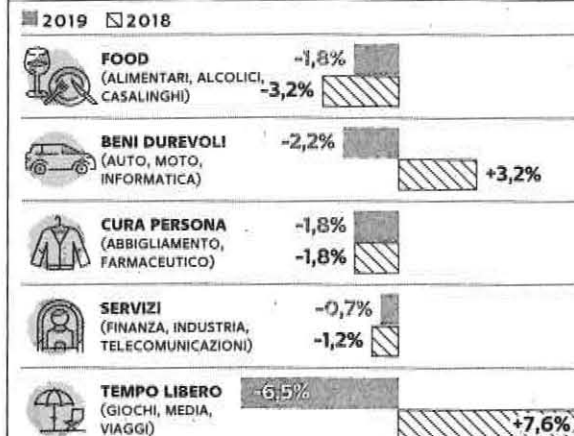 2019 2018
FOOD
(ALIMENTARI, ALCOLICI,
CASALINGHI)
-1,8%
-3,2%
BENI DUREVOLI
(AUTO, MOTO,
INFORMATICA)
-2,2%
+3,2%
CURA PERSONA
(ABBIGLIAMENTO,
FARMACEUTICO)
-1,8%
-1,8%
SERVIZI
(FINANZA, INDUSTRIA,
TELECOMUNICAZIONI)
-0,7%
-1,2%
TEMPO LIBERO
(GIOCHI, MEDIA,
VIAGGI)
-6,5%
+7,6%